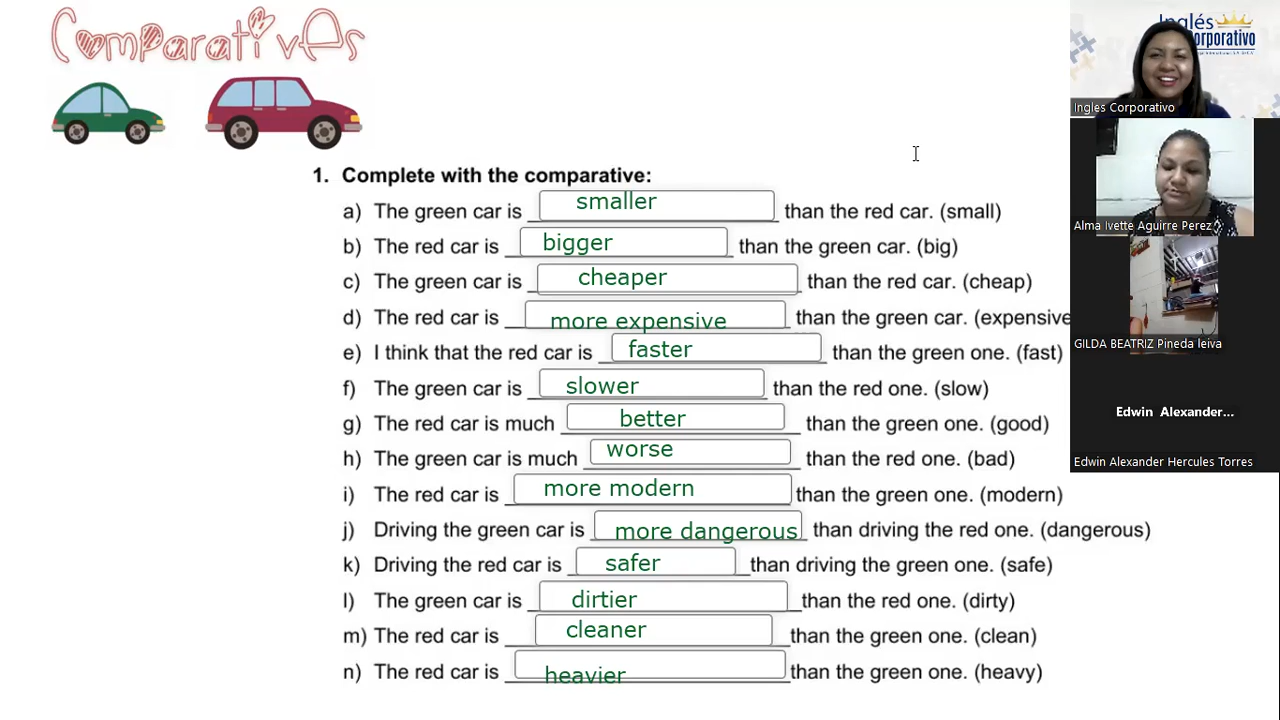 ComparatiVes
Inglés
Corporativo
Ingles Corporativo
Alma Ivette Aguirre Perez
GILDA BEATRIZ Pineda leiva
Edwin Alexander...
Edwin Alexander Hercules Torres
1. Complete with the comparative:
a) The green car is smaller than the red car. (small)
b) The red car is bigger than the green car. (big)
c) The green car is cheaper than the red car. (cheap)
d) The red car is more expensive than the green car. (expensive
e) I think that the red car is faster than the green one. (fast)
f) The green car is slower than the red one. (slow)
g) The red car is much better than the green one. (good)
h) The green car is much worse than the red one. (bad)
i) The red car is more modern than the green one. (modern)
j) Driving the green car is more dangerous than driving the red one. (dangerous)
k) Driving the red car is safer than driving the green one. (safe)
l) The green car is dirtier than the red one. (dirty)
m) The red car is cleaner than the green one. (clean)
n) The red car is heavier than the green one. (heavy)